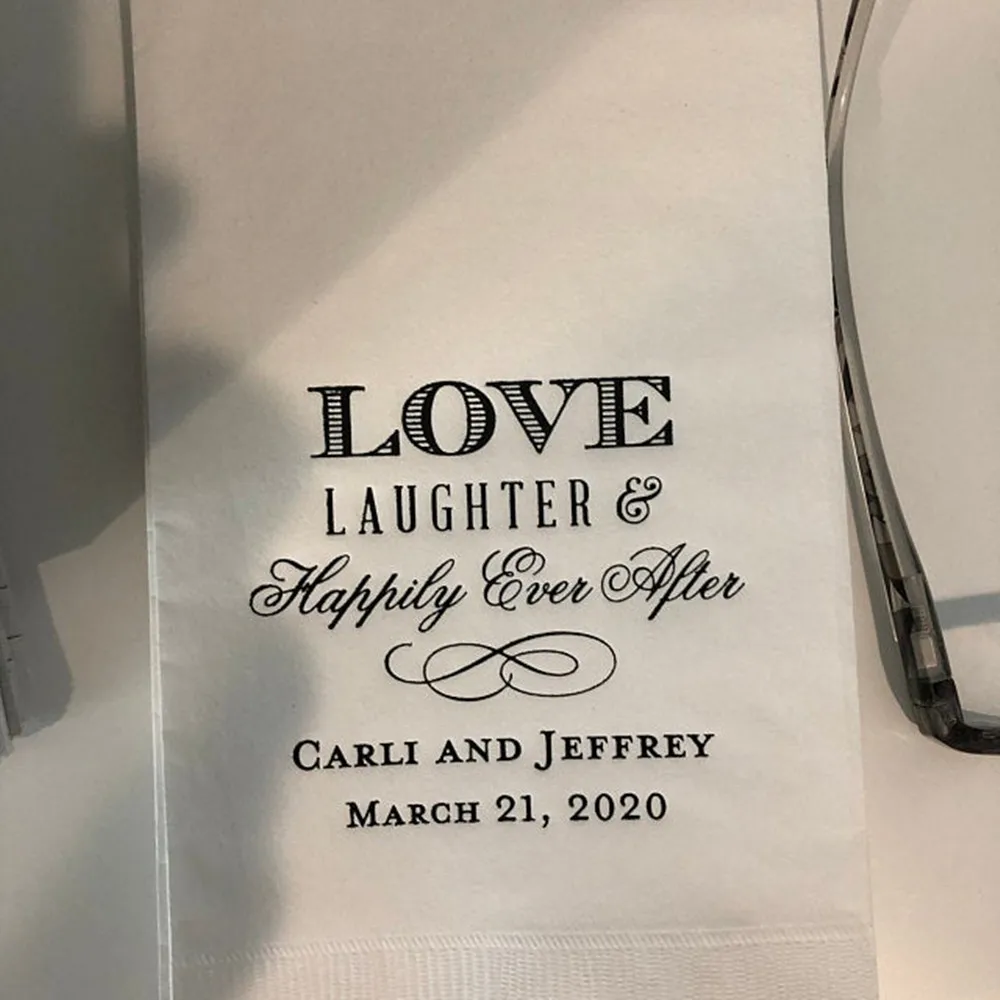 LOVE
LAUGHTER &
Happily Ever After
CARLI AND JEFFREY
MARCH 21, 2020